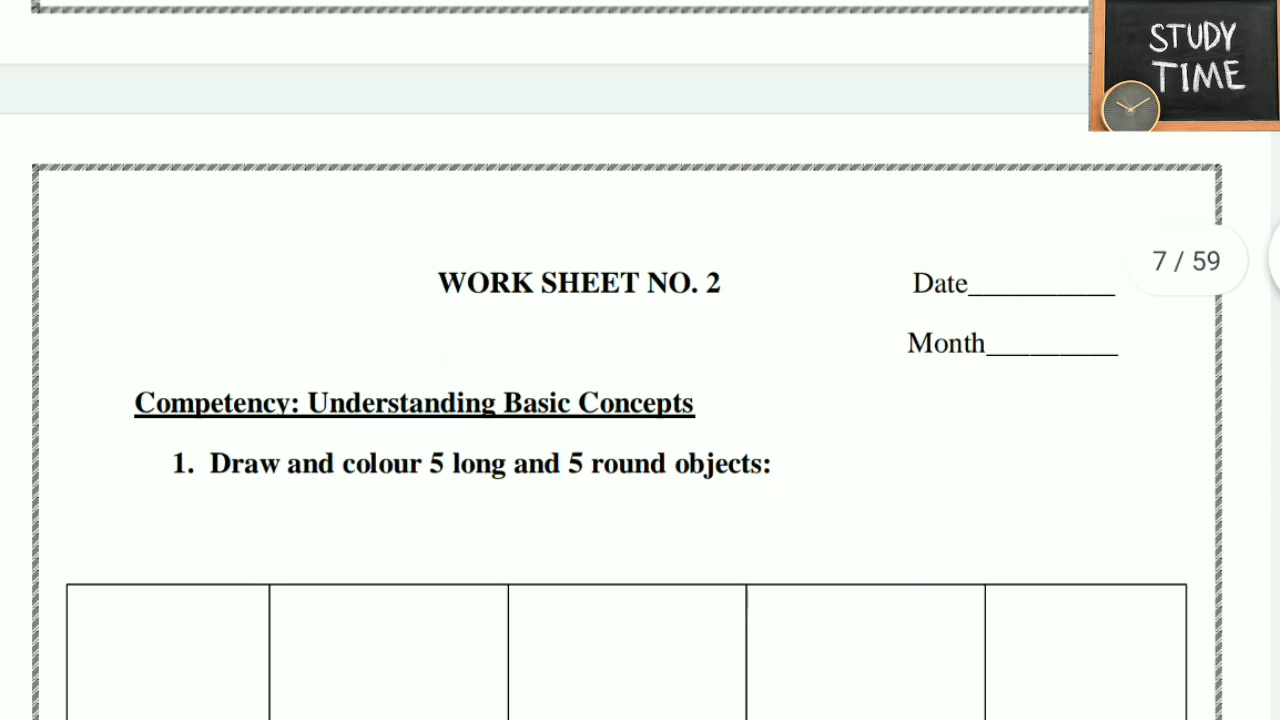 STUDY
TIME
7 / 59
WORK SHEET NO. 2
Date__________
Month_________
Competency: Understanding Basic Concepts
1. Draw and colour 5 long and 5 round objects: